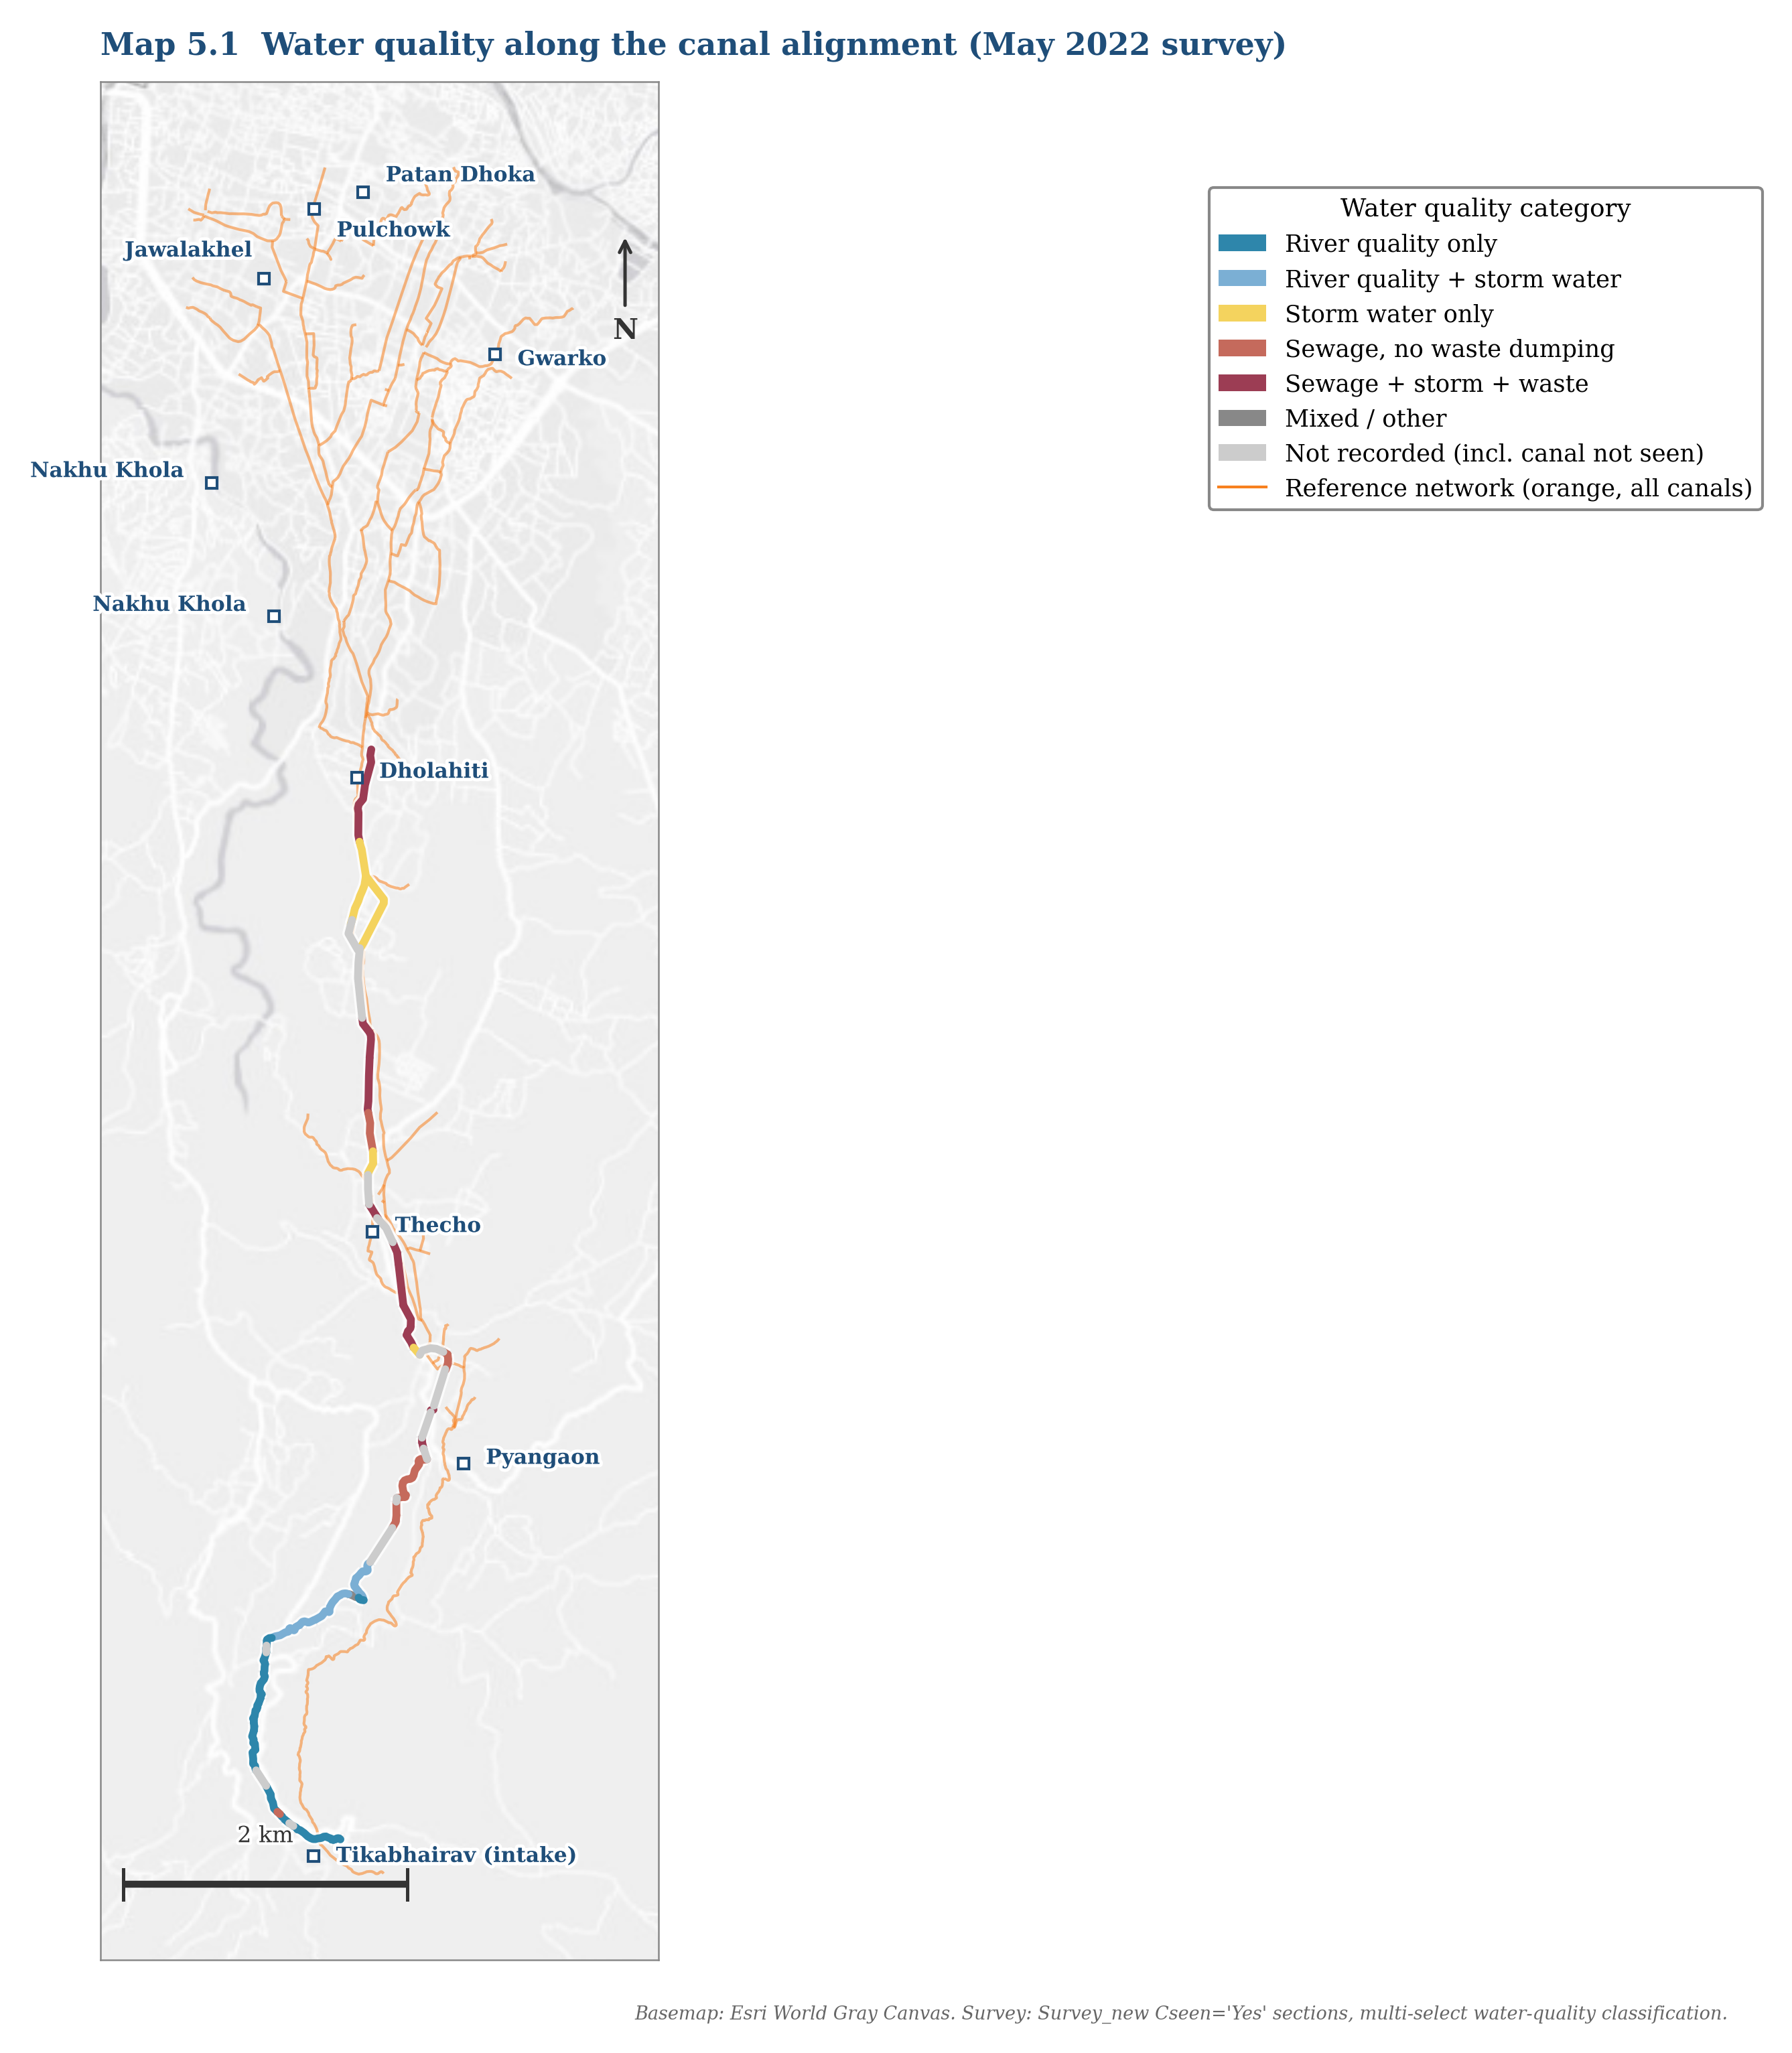 Map 5.1  Water quality along the canal alignment (May 2022 survey)
Patan Dhoka
Pulchowk
Jawalakhel
N
Gwarko
Nakhu Khola
Nakhu Khola
Dholahiti
Thecho
Pyangaon
2 km
Tikabhairav (intake)
Water quality category
River quality only
River quality + storm water
Storm water only
Sewage, no waste dumping
Sewage + storm + waste
Mixed / other
Not recorded (incl. canal not seen)
Reference network (orange, all canals)
Basemap: Esri World Gray Canvas. Survey: Survey_new Cseen='Yes' sections, multi-select water-quality classification.